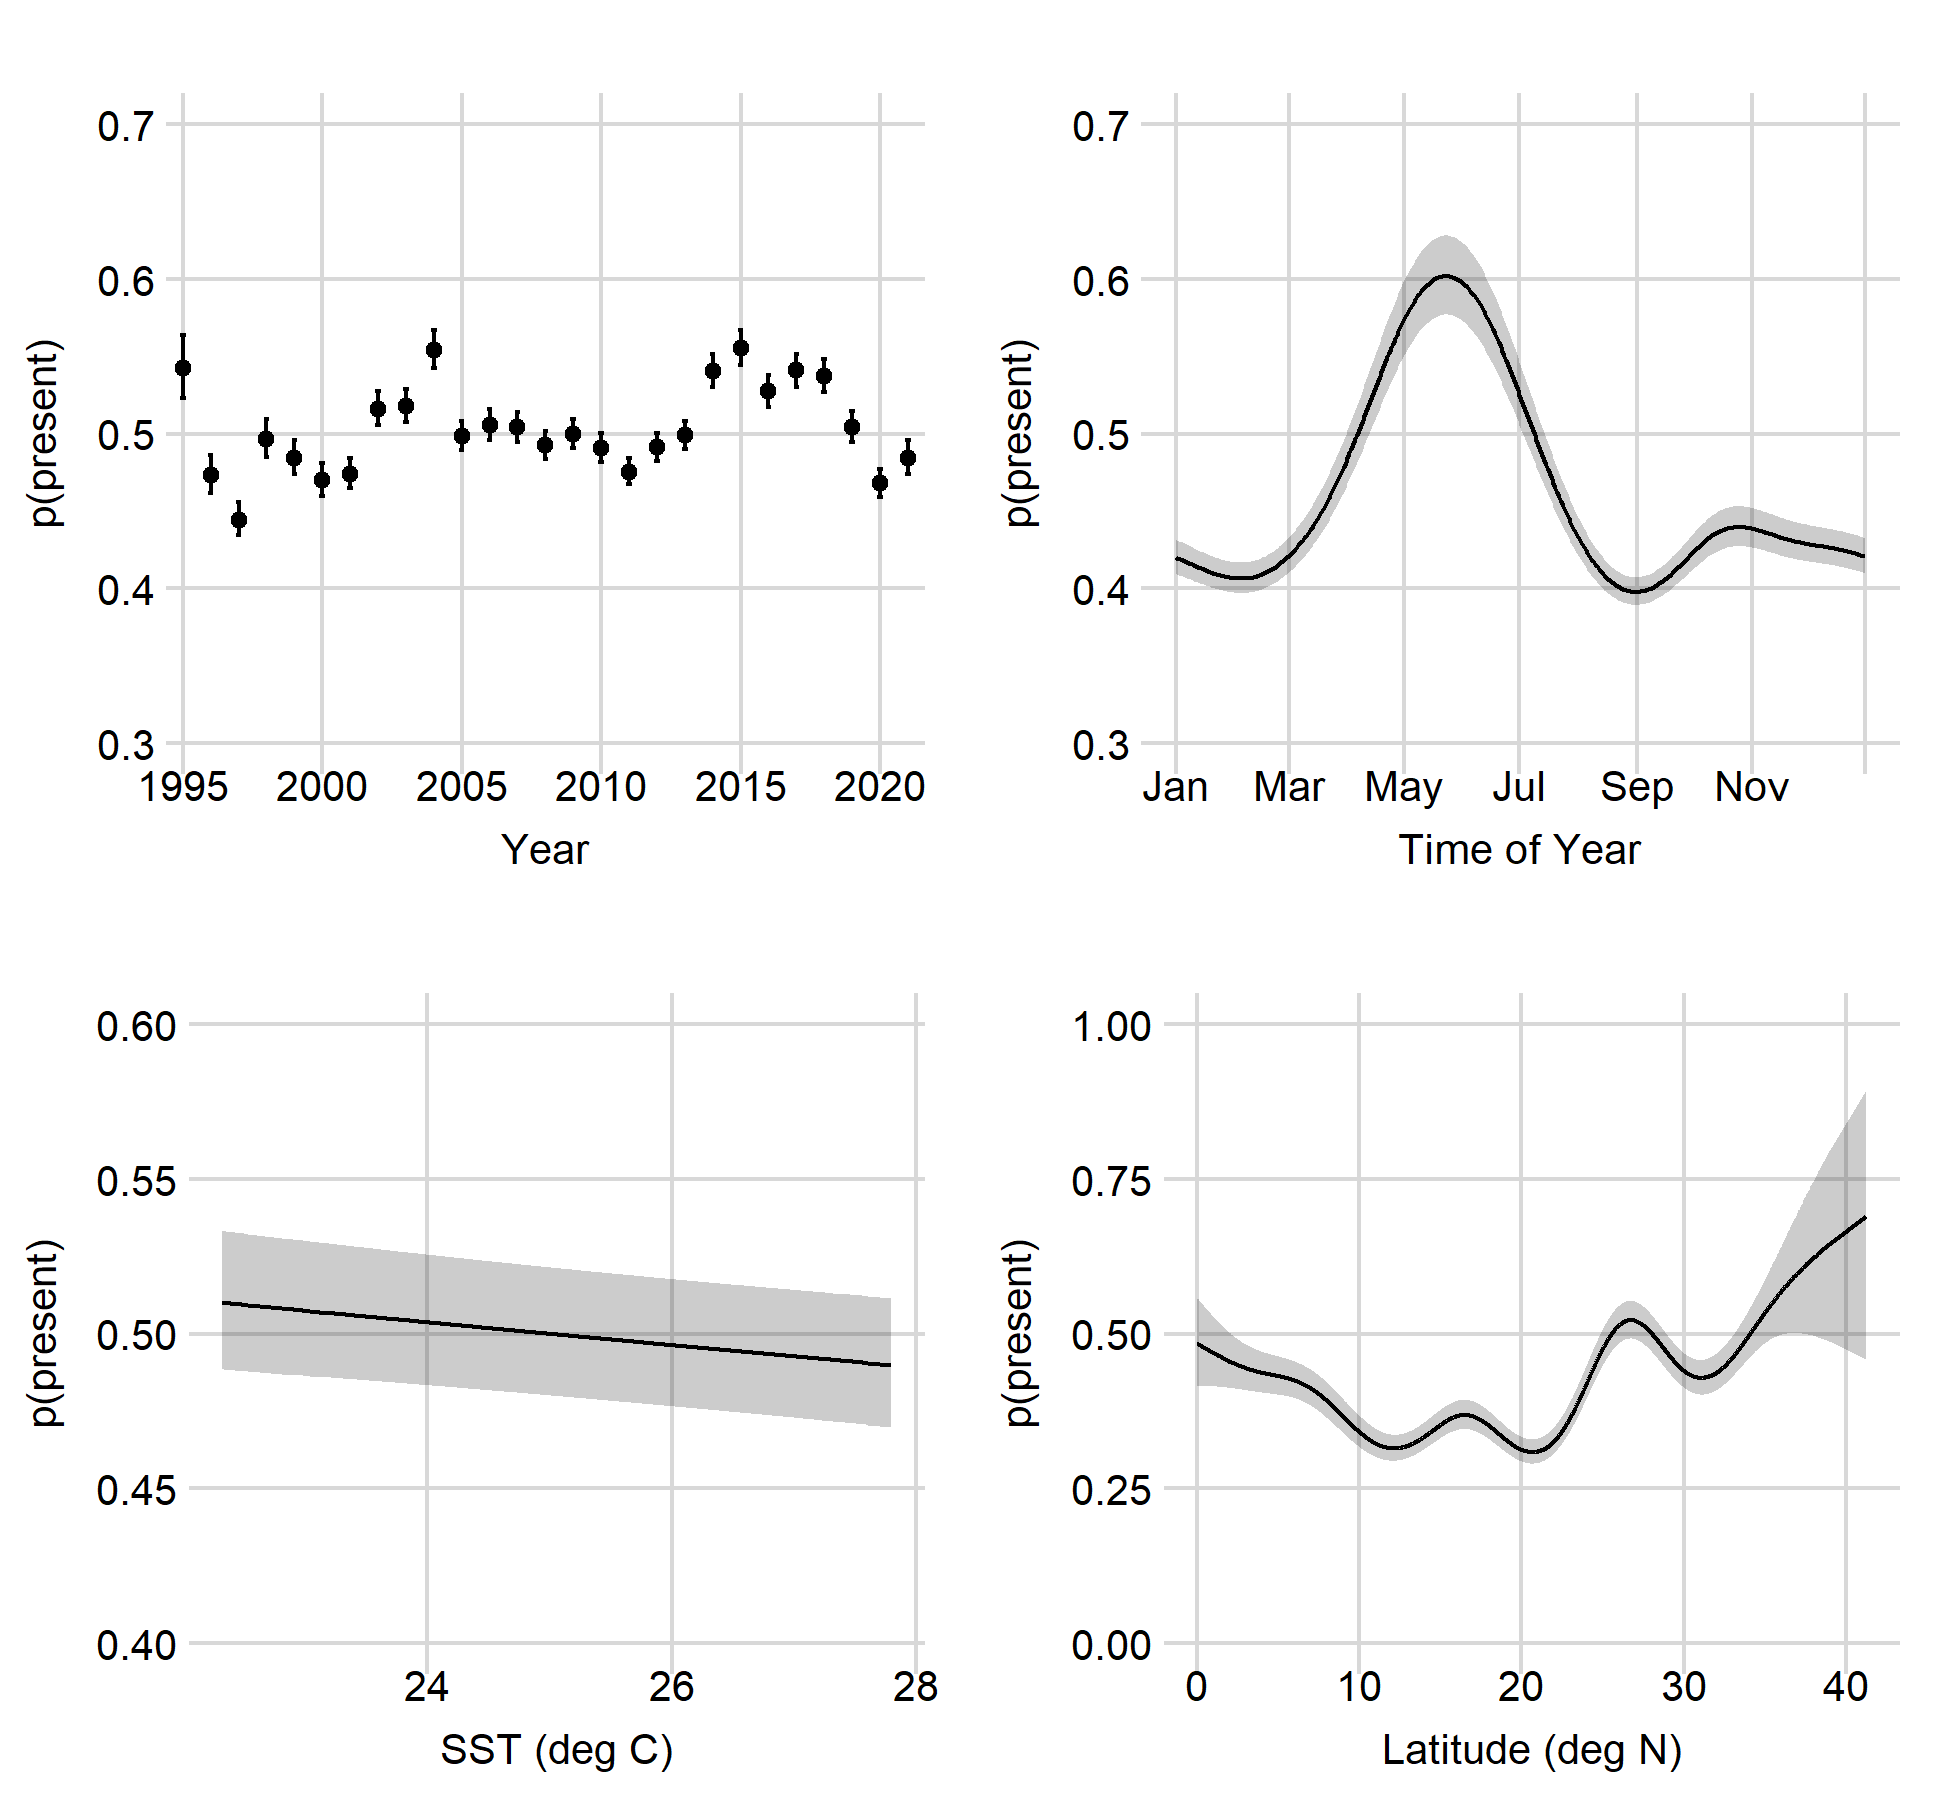 p(present)
0.7
0.6
0.5
0.4
0.3
1995 2000 2005 2010 2015 2020
Year
p(present)
0.7
0.6
0.5
0.4
0.3
Jan Mar May Jul Sep Nov
Time of Year
p(present)
0.60
0.55
0.50
0.45
0.40
24 26 28
SST (deg C)
p(present)
1.00
0.75
0.50
0.25
0.00
0 10 20 30 40
Latitude (deg N)